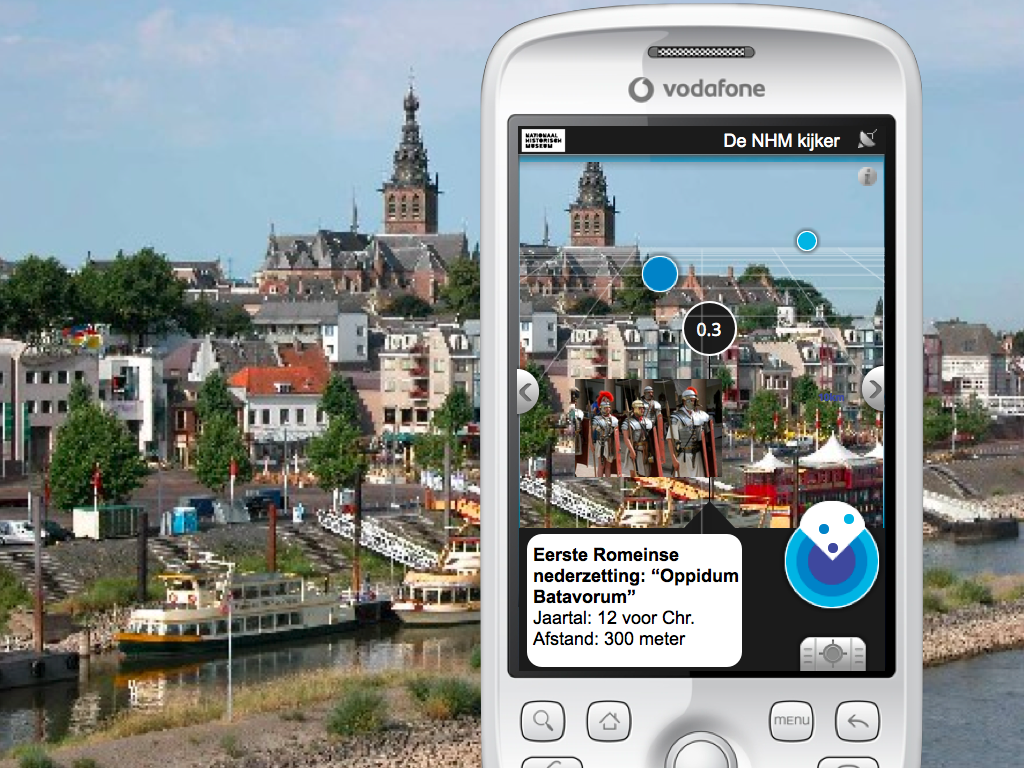 vodafone
NATIONAAL
HISTORISCH
MUSEUM
De NHM kijker
i
0.3
Eerste Romeinse
nederzetting: “Oppidum
Batavorum”
Jaartal: 12 voor Chr.
Afstand: 300 meter
MENU